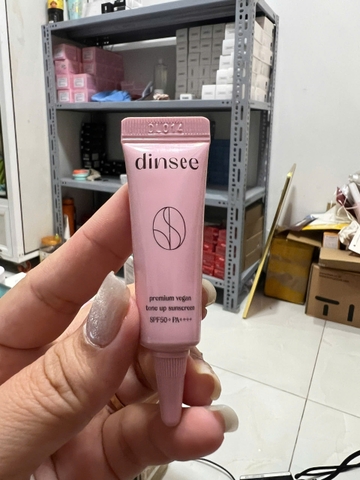 dinsee
premium vegan
tone up sunscreen
SPF50+ PA++++